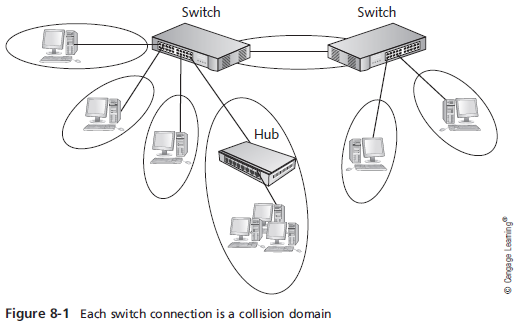 Switch
Switch
Hub
© Cengage Learning®
Figure 8-1 Each switch connection is a collision domain